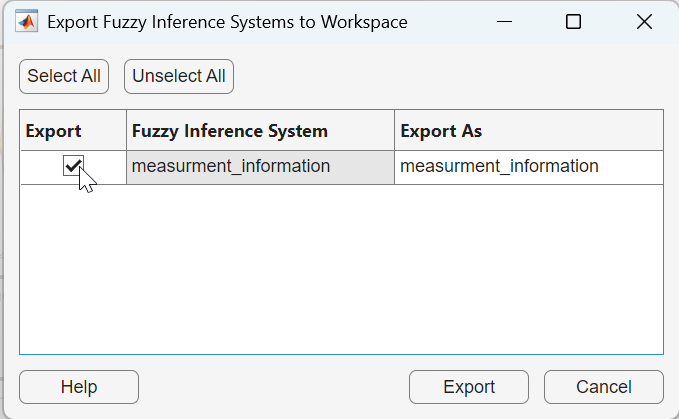 Export Fuzzy Inference Systems to Workspace
Select All Unselect All
Export Fuzzy Inference System Export As
measurment_information measurment_information
Help Export Cancel